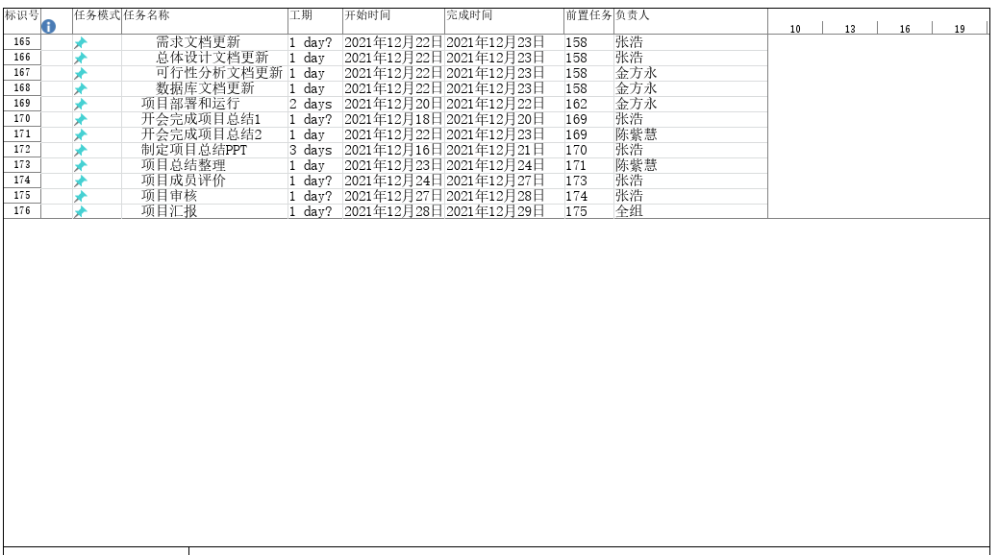 标识号 任务模式 任务名称 工期 开始时间 完成时间 前置任务 负责人
10 13 16 19
165 需求文档更新 1 day? 2021年12月22日 2021年12月23日 158 张浩
166 总体设计文档更新 1 day 2021年12月22日 2021年12月23日 158 张浩
167 可行性分析文档更新 1 day 2021年12月22日 2021年12月23日 158 金方永
168 数据库文档更新 1 day 2021年12月22日 2021年12月23日 158 金方永
169 项目部署和运行 2 days 2021年12月20日 2021年12月22日 162 金方永
170 开会完成项目总结1 1 day? 2021年12月18日 2021年12月20日 169 张浩
171 开会完成项目总结2 1 day 2021年12月22日 2021年12月23日 169 陈紫慧
172 制定项目总结PPT 3 days 2021年12月16日 2021年12月21日 170 张浩
173 项目总结整理 1 day 2021年12月23日 2021年12月24日 171 陈紫慧
174 项目成员评价 1 day? 2021年12月24日 2021年12月27日 173 张浩
175 项目审核 1 day? 2021年12月27日 2021年12月28日 174 张浩
176 项目汇报 1 day? 2021年12月28日 2021年12月29日 175 全组